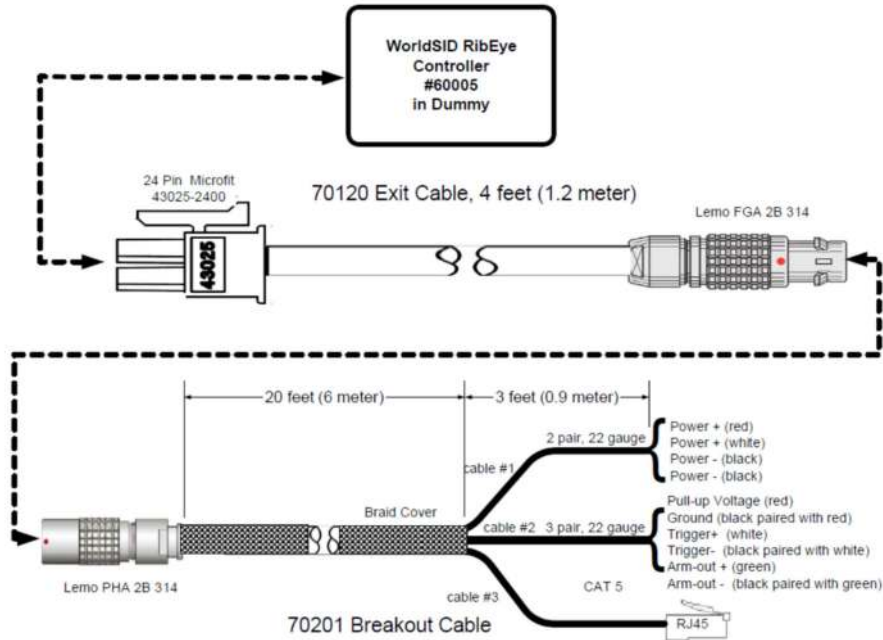 WorldSID RibEye
Controller
#60005
in Dummy
24 Pin Microfit
43025-2400
70120 Exit Cable, 4 feet (1.2 meter)
Lemo FGA 2B 314
43025
20 feet (6 meter)
3 feet (0.9 meter)
2 pair, 22 gauge
Power + (red)
Power + (white)
Power - (black)
Power - (black)
cable #1
Braid Cover
cable #2
3 pair, 22 gauge
Pull-up Voltage (red)
Ground (black paired with red)
Trigger+ (white)
Trigger- (black paired with white)
Arm-out + (green)
Arm-out - (black paired with green)
Lemo PHA 2B 314
cable #3
CAT 5
RJ45
70201 Breakout Cable